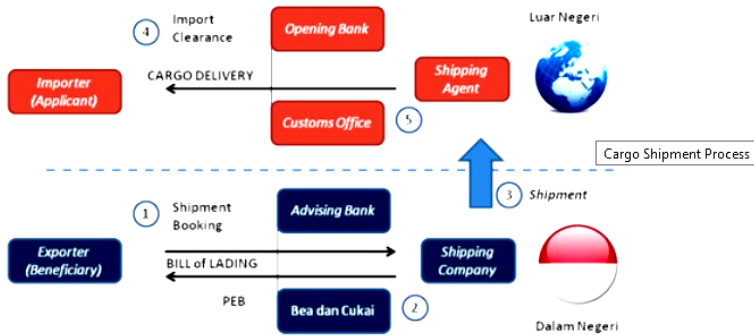 4
Import
Clearance
Opening Bank
Luar Negeri
Importer
(Applicant)
CARGO DELIVERY
Shipping
Agent
Customs Office
5
Cargo Shipment Process
1
Shipment
Booking
Advising Bank
3
Shipment
Exporter
(Beneficiary)
BILL of LADING
Shipping
Company
PEB
Bea dan Cukai
2
Dalam Negeri